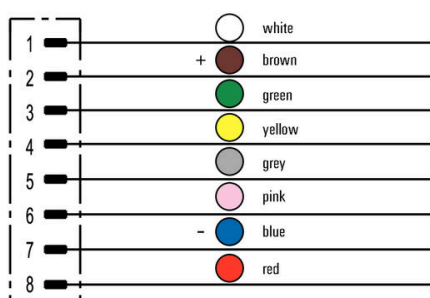 1 white
2 + brown
3 green
4 yellow
5 grey
6 pink
7 - blue
8 red